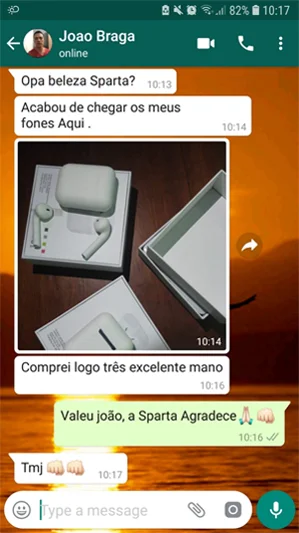 82% 10:17
Joao Braga
online
Opa beleza Sparta?
10:13
Acabou de chegar os meus
fones Aqui .
10:14
10:14
Comprei logo três excelente mano
10:16
Valeu joão, a Sparta Agradece🙏🏻👊🏻
10:16
Tmj 👊🏻👊🏻
10:17
Type a message